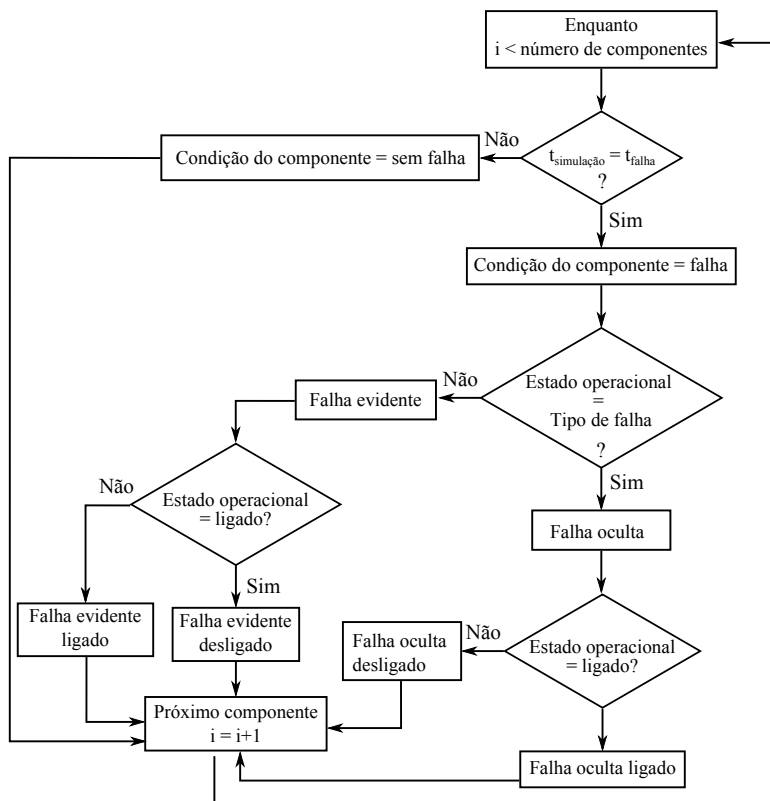 Enquanto
i < número de componentes
Não
Condição do componente = sem falha
t_simulação = t_falha
?
Sim
Condição do componente = falha
Não
Estado operacional
=
Tipo de falha
?
Falha evidente
Sim
Não
Estado operacional
= ligado?
Falha oculta
Sim
Falha evidente
ligado
Falha evidente
desligado
Falha oculta
desligado
Não
Estado operacional
= ligado?
Próximo componente
i = i+1
Falha oculta ligado